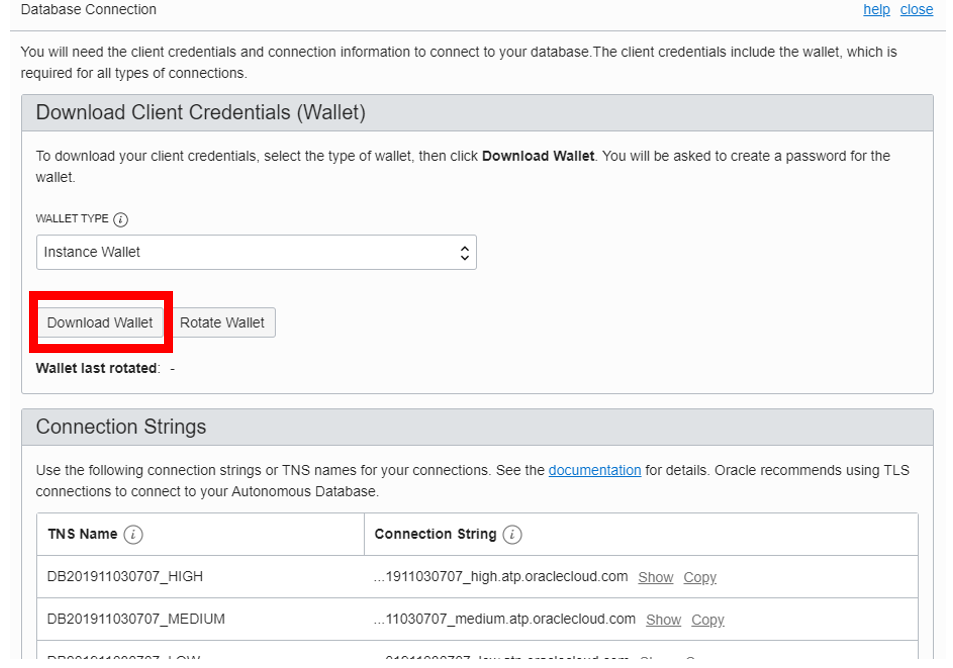 Database Connection
help close
You will need the client credentials and connection information to connect to your database.The client credentials include the wallet, which is
required for all types of connections.
Download Client Credentials (Wallet)
To download your client credentials, select the type of wallet, then click Download Wallet. You will be asked to create a password for the
wallet.
WALLET TYPE i
Instance Wallet
Download Wallet Rotate Wallet
Wallet last rotated: -
Connection Strings
Use the following connection strings or TNS names for your connections. See the documentation for details. Oracle recommends using TLS
connections to connect to your Autonomous Database.
TNS Name i Connection String i
DB201911030707_HIGH ...1911030707_high.atp.oraclecloud.com Show Copy
DB201911030707_MEDIUM ...11030707_medium.atp.oraclecloud.com Show Copy